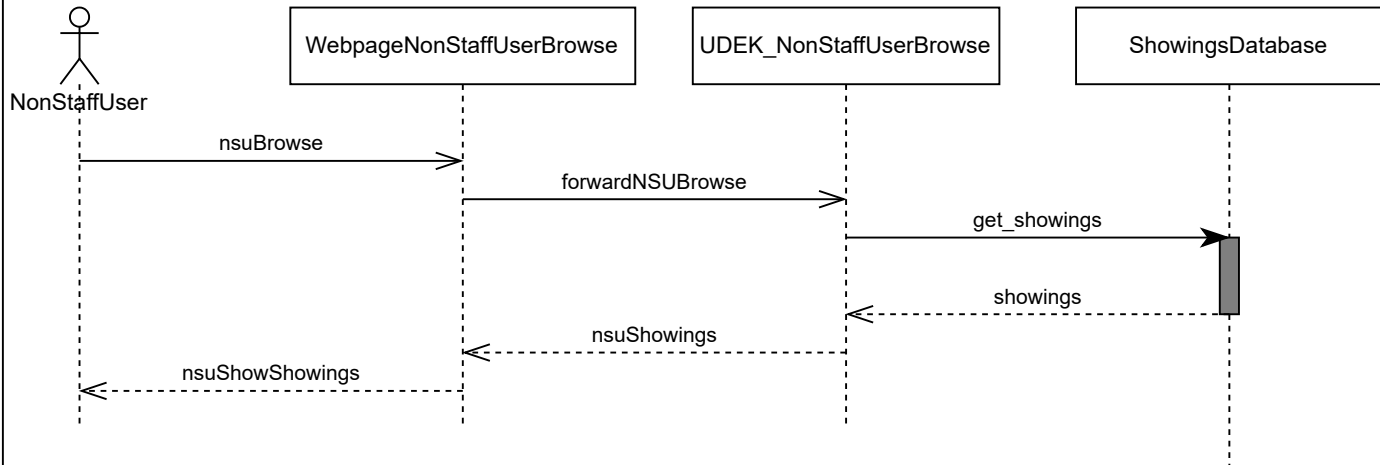 WebpageNonStaffUserBrowse
UDEK_NonStaffUserBrowse
ShowingsDatabase
NonStaffUser
nsuBrowse
forwardNSUBrowse
get_showings
showings
nsuShowings
nsuShowShowings